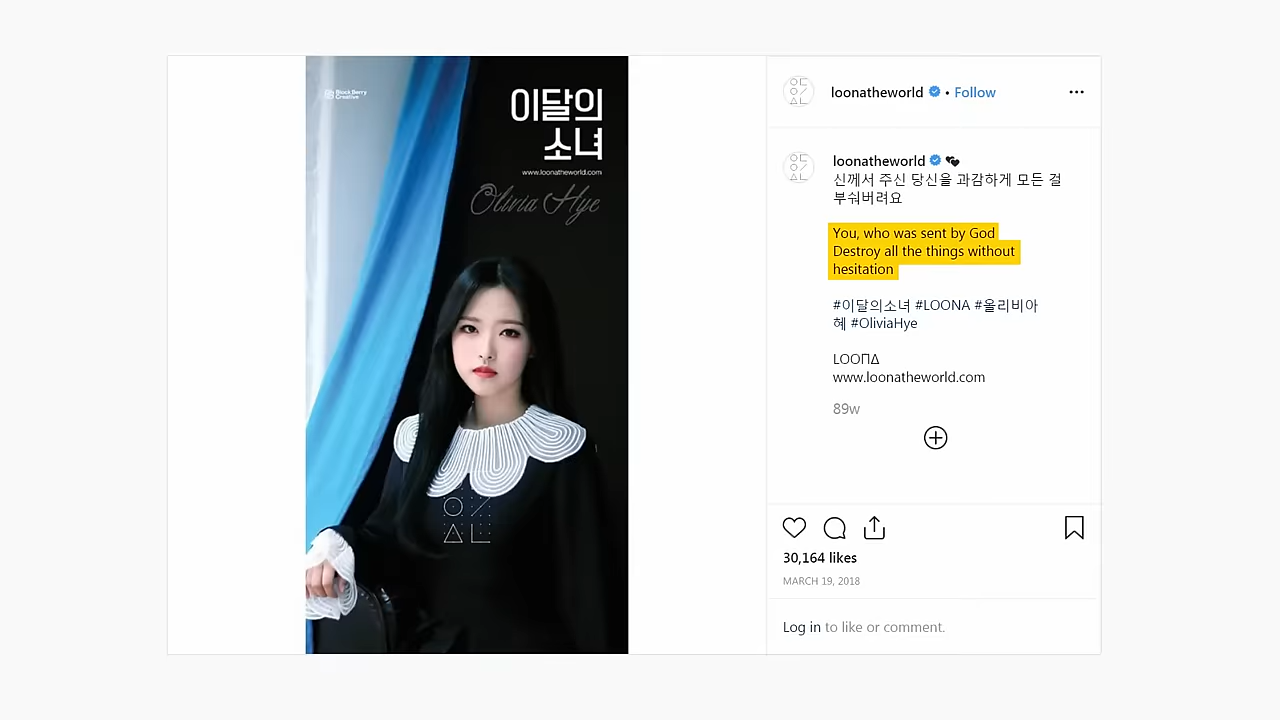 Block Berry
Creative
이달의
소녀
www.loonatheworld.com
Olivia Hye
loonatheworld • Follow
loonatheworld
신께서 주신 당신을 과감하게 모든 걸
부숴버려요
You, who was sent by God
Destroy all the things without
hesitation
#이달의소녀 #LOONA #올리비아
혜 #OliviaHye
LOOΠΔ
www.loonatheworld.com
89w
30,164 likes
MARCH 19, 2018
Log in to like or comment.